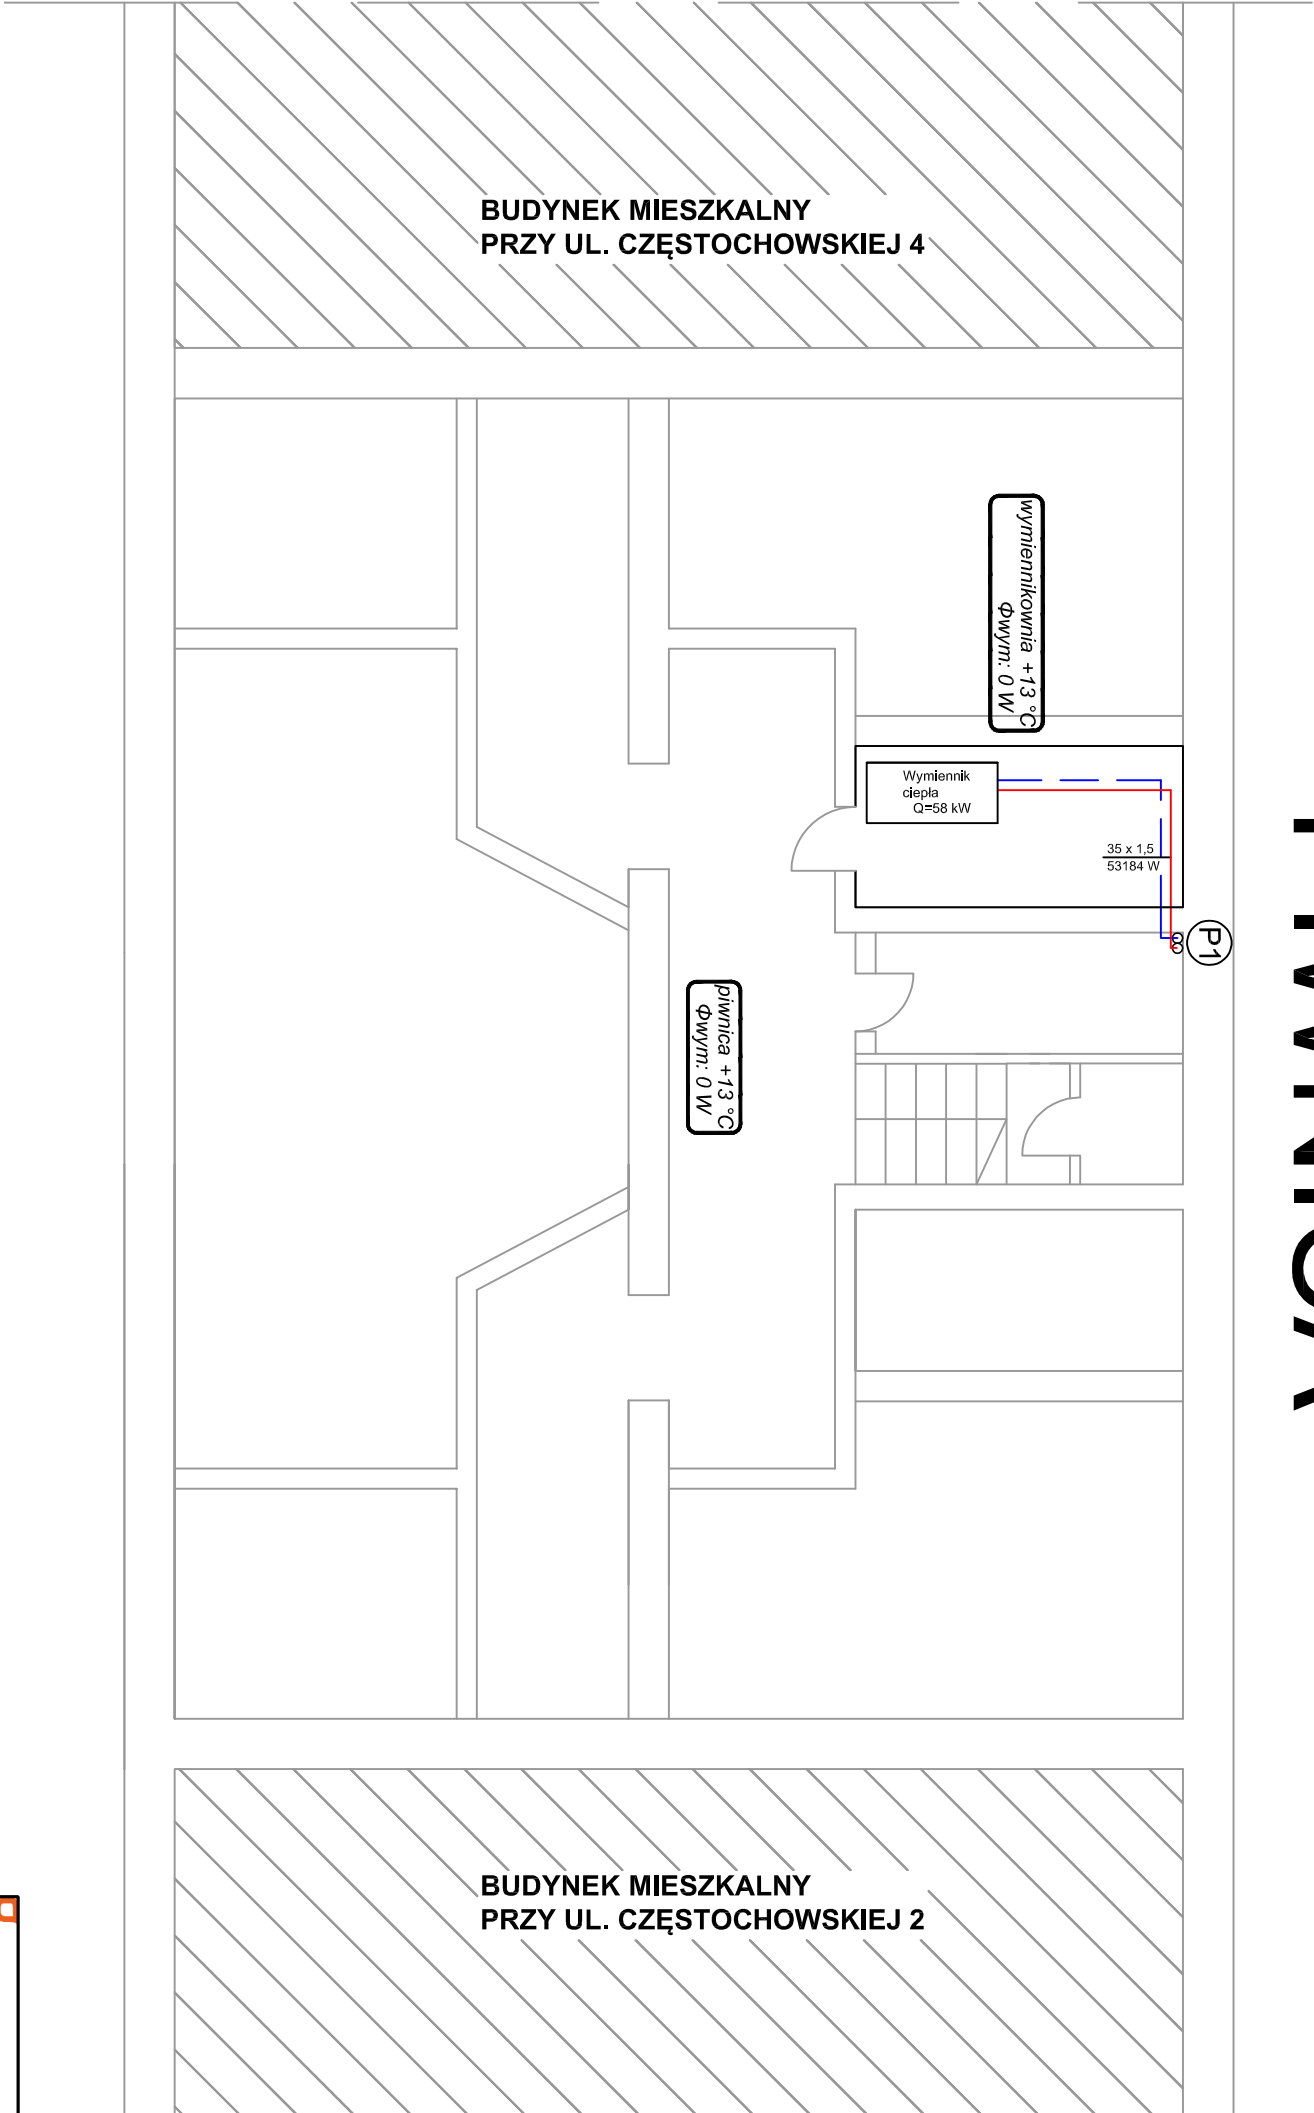 BUDYNEK MIESZKALNY
PRZY UL. CZĘSTOCHOWSKIEJ 4
wymiennikownia +13 °C
Φwym: 0 W
Wymiennik
ciepła
Q=58 kW
35 x 1,5
53184 W
P1
piwnica +13 °C
Φwym: 0 W
BUDYNEK MIESZKALNY
PRZY UL. CZĘSTOCHOWSKIEJ 2